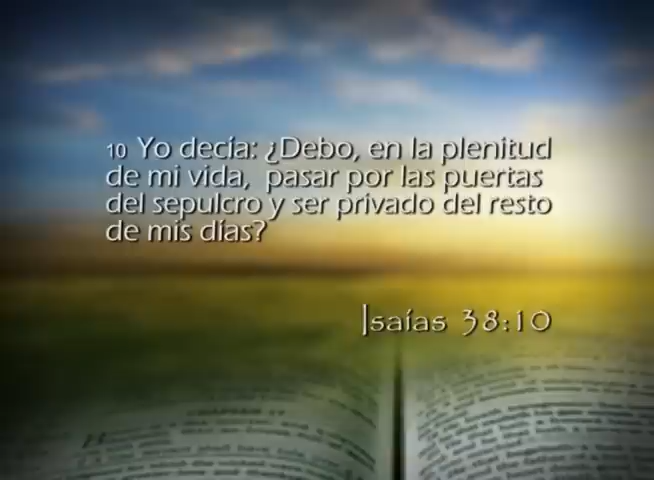 10 Yo decía: ¿Debo, en la plenitud
de mi vida, pasar por las puertas
del sepulcro y ser privado del resto
de mis días?
Isaías 38:10